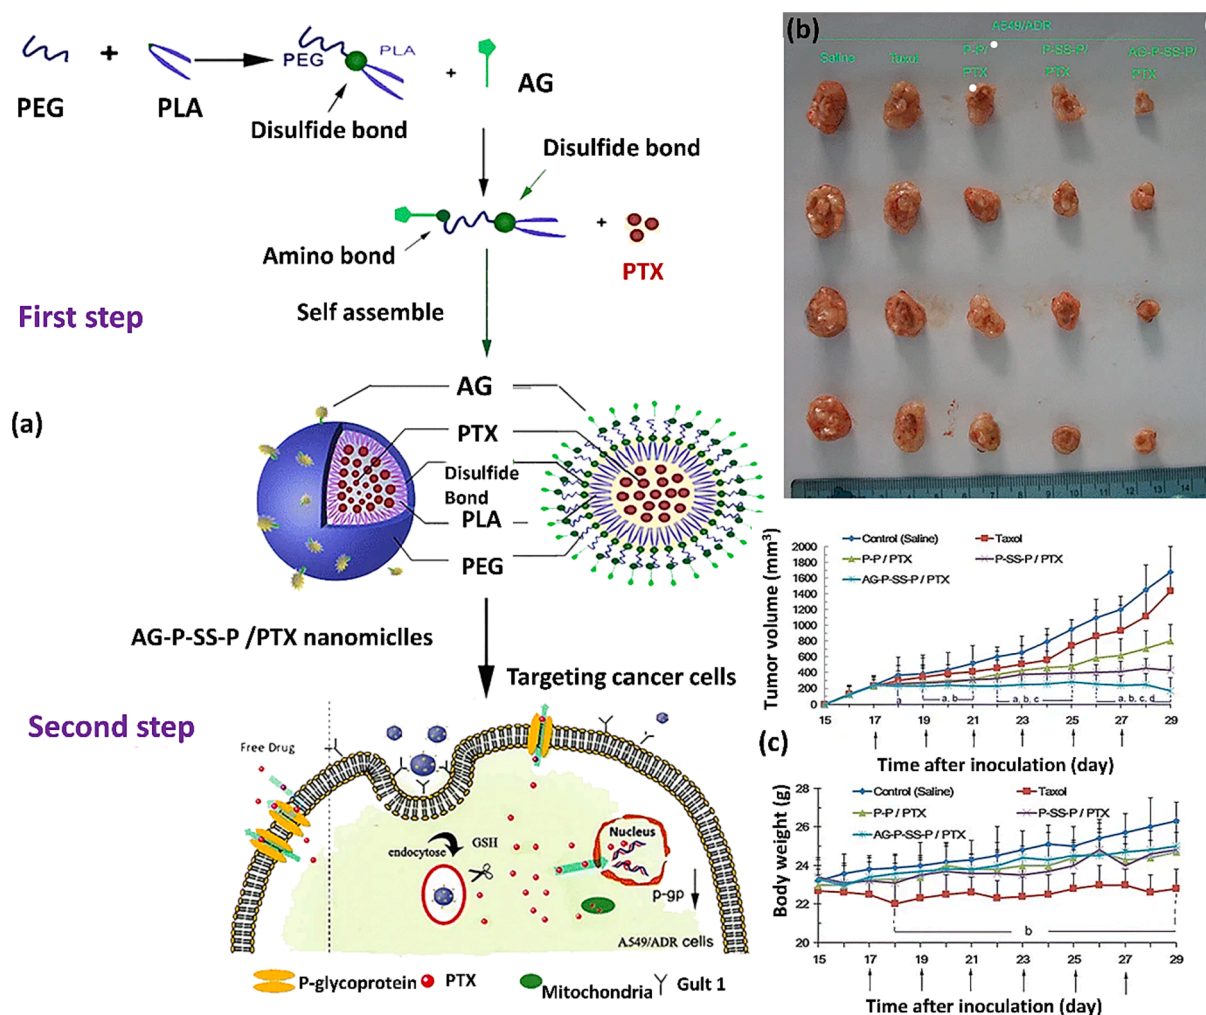 PEG
PLA
PEG
PLA
AG
Disulfide bond
Disulfide bond
Amino bond
PTX
Self assemble
First step
(a)
AG
PTX
Disulfide
Bond
PLA
PEG
AG-P-SS-P /PTX nanomiclles
Targeting cancer cells
Second step
Free Drug
endocytose
GSH
Nucleus
p-gp
A549/ADR cells
P-glycoprotein
PTX
Mitochondria
Gult 1
(b)
A549/ADR
Saline
Taxol
P-P/
PTX
P-SS-P/
PTX
AG-P-SS-P/
PTX
Control (Saline)
Taxol
P-P / PTX
P-SS-P / PTX
AG-P-SS-P / PTX
Tumor volume (mm3)
2000
1800
1600
1400
1200
1000
800
600
400
200
0
a
a, b
a, b, c
a, b, c, d
15 17 19 21 23 25 27 29
Time after inoculation (day)
(c)
Control (Saline)
Taxol
P-P / PTX
P-SS-P / PTX
AG-P-SS-P / PTX
Body weight (g)
28
26
24
22
20
b
15 17 19 21 23 25 27 29
Time after inoculation (day)